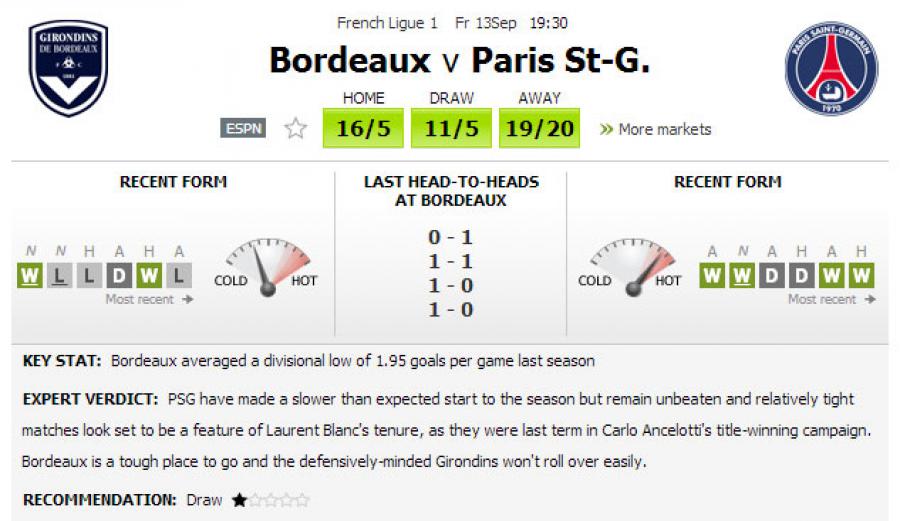 French Ligue 1 Fr 13Sep 19:30
GIRONDINS
DE BORDEAUX
F C
PARIS SAINT-GERMAIN
1970
Bordeaux v Paris St-G.
HOME DRAW AWAY
ESPN 16/5 11/5 19/20 More markets
RECENT FORM
N N H A H A
W L L D W L
Most recent
COLD HOT
LAST HEAD-TO-HEADS
AT BORDEAUX
0 - 1
1 - 1
1 - 0
1 - 0
RECENT FORM
COLD HOT
A N A H A H
W W D D W W
Most recent
KEY STAT: Bordeaux averaged a divisional low of 1.95 goals per game last season
EXPERT VERDICT: PSG have made a slower than expected start to the season but remain unbeaten and relatively tight
matches look set to be a feature of Laurent Blanc's tenure, as they were last term in Carlo Ancelotti's title-winning campaign.
Bordeaux is a tough place to go and the defensively-minded Girondins won't roll over easily.
RECOMMENDATION: Draw